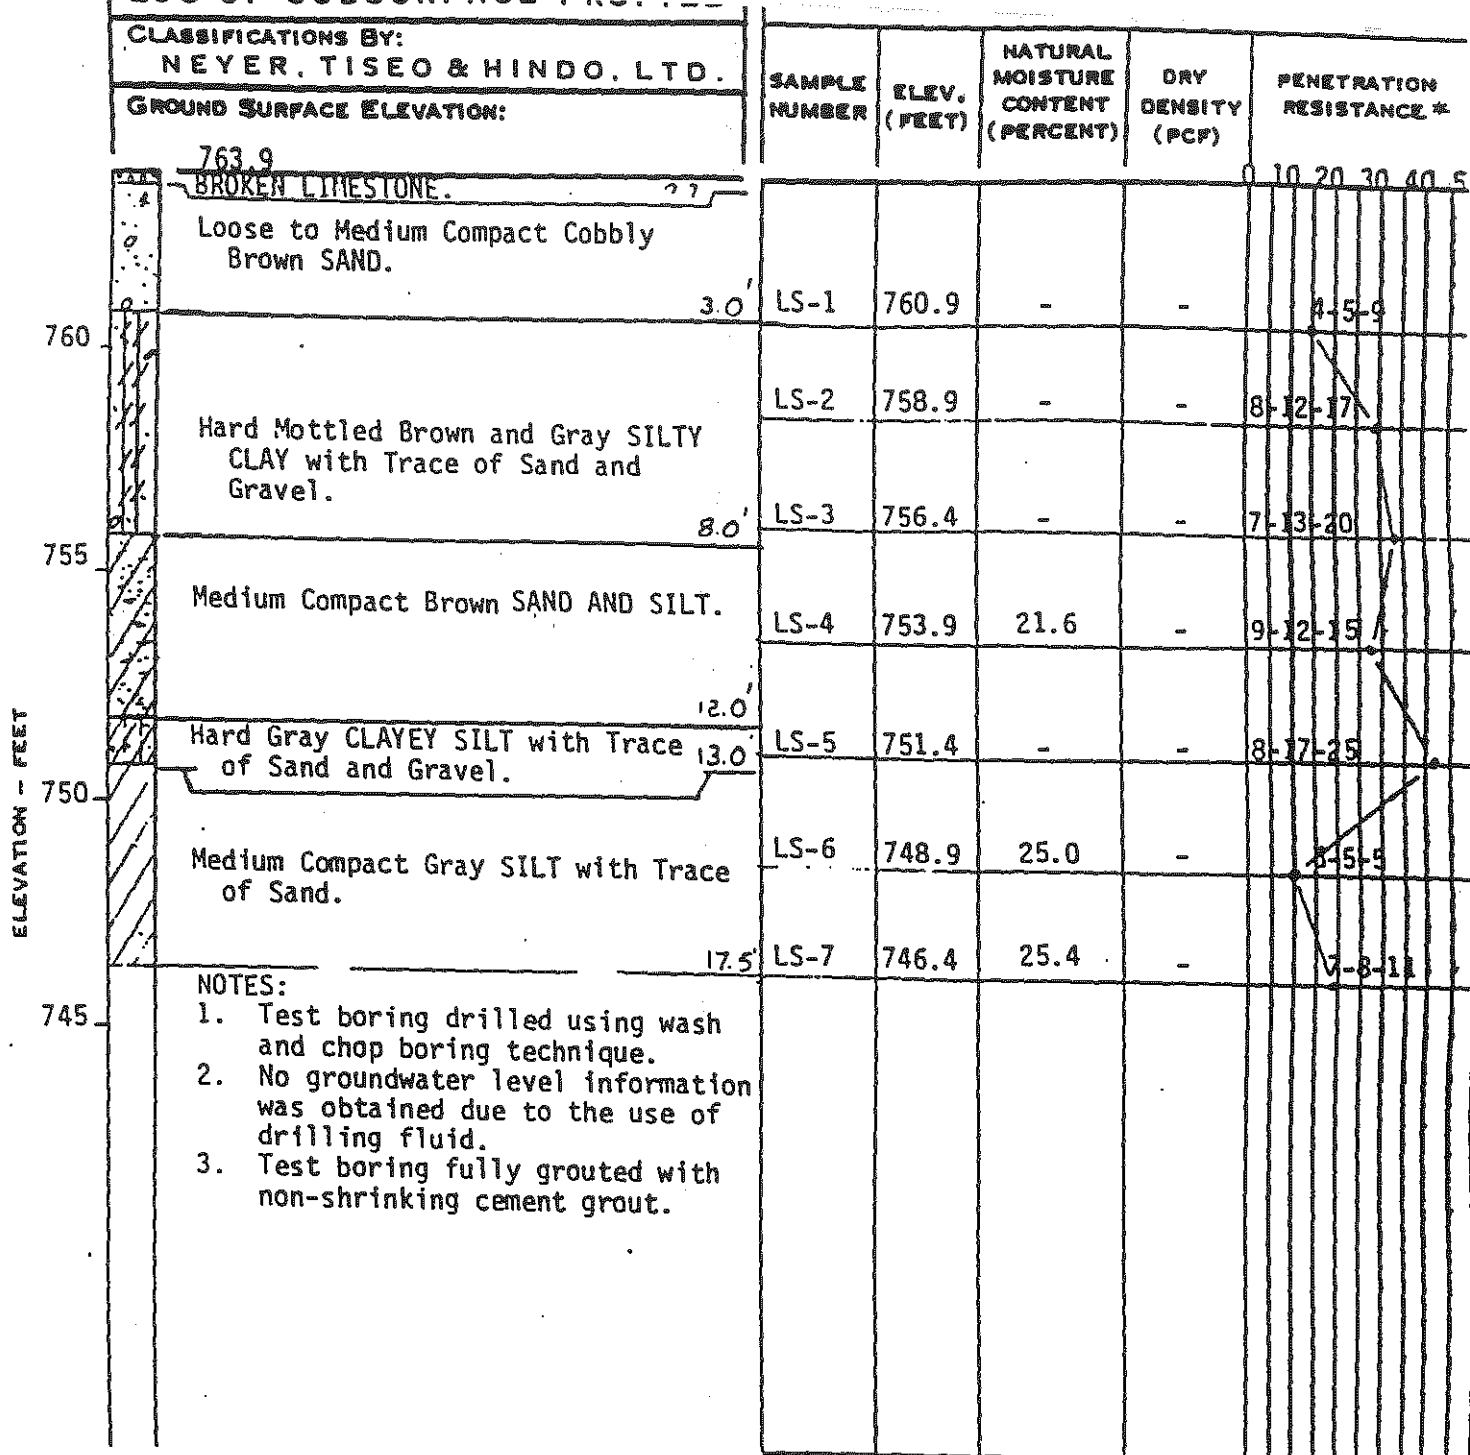 CLASSIFICATIONS BY:
NEYER, TISEO & HINDO, LTD.
GROUND SURFACE ELEVATION:
763.9
SAMPLE NUMBER
ELEV. (FEET)
NATURAL MOISTURE CONTENT (PERCENT)
DRY DENSITY (PCF)
PENETRATION RESISTANCE *
0 10 20 30 40 5
BROKEN LIMESTONE.
Loose to Medium Compact Cobbly
Brown SAND.
3.0' LS-1 760.9 - - 4-5-9
760
LS-2 758.9 - - 8-12-17
Hard Mottled Brown and Gray SILTY
CLAY with Trace of Sand and
Gravel.
8.0' LS-3 756.4 - - 7-13-20
755
Medium Compact Brown SAND AND SILT.
LS-4 753.9 21.6 - 9-12-15
12.0'
Hard Gray CLAYEY SILT with Trace 13.0' LS-5 751.4 - - 8-17-25
of Sand and Gravel.
750
ELEVATION - FEET
LS-6 748.9 25.0 -
Medium Compact Gray SILT with Trace
of Sand.
17.5' LS-7 746.4 25.4 - 7-8-11
NOTES:
745
1. Test boring drilled using wash
and chop boring technique.
2. No groundwater level information
was obtained due to the use of
drilling fluid.
3. Test boring fully grouted with
non-shrinking cement grout.